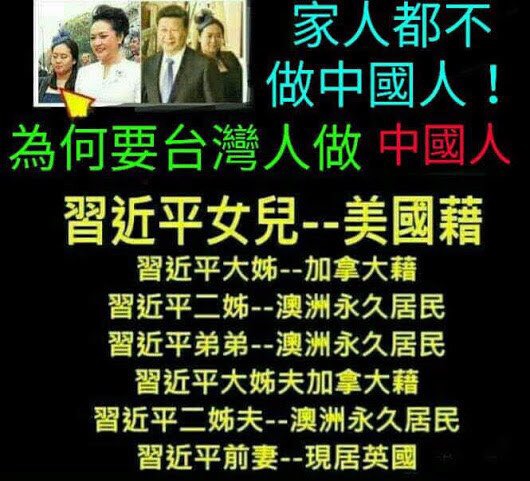 家人都不
做中國人！
為何要台灣人做 中國人
習近平女兒--美國藉
習近平大姊--加拿大藉
習近平二姊--澳洲永久居民
習近平弟弟--澳洲永久居民
習近平大姊夫加拿大藉
習近平二姊夫--澳洲永久居民
習近平前妻--現居英國